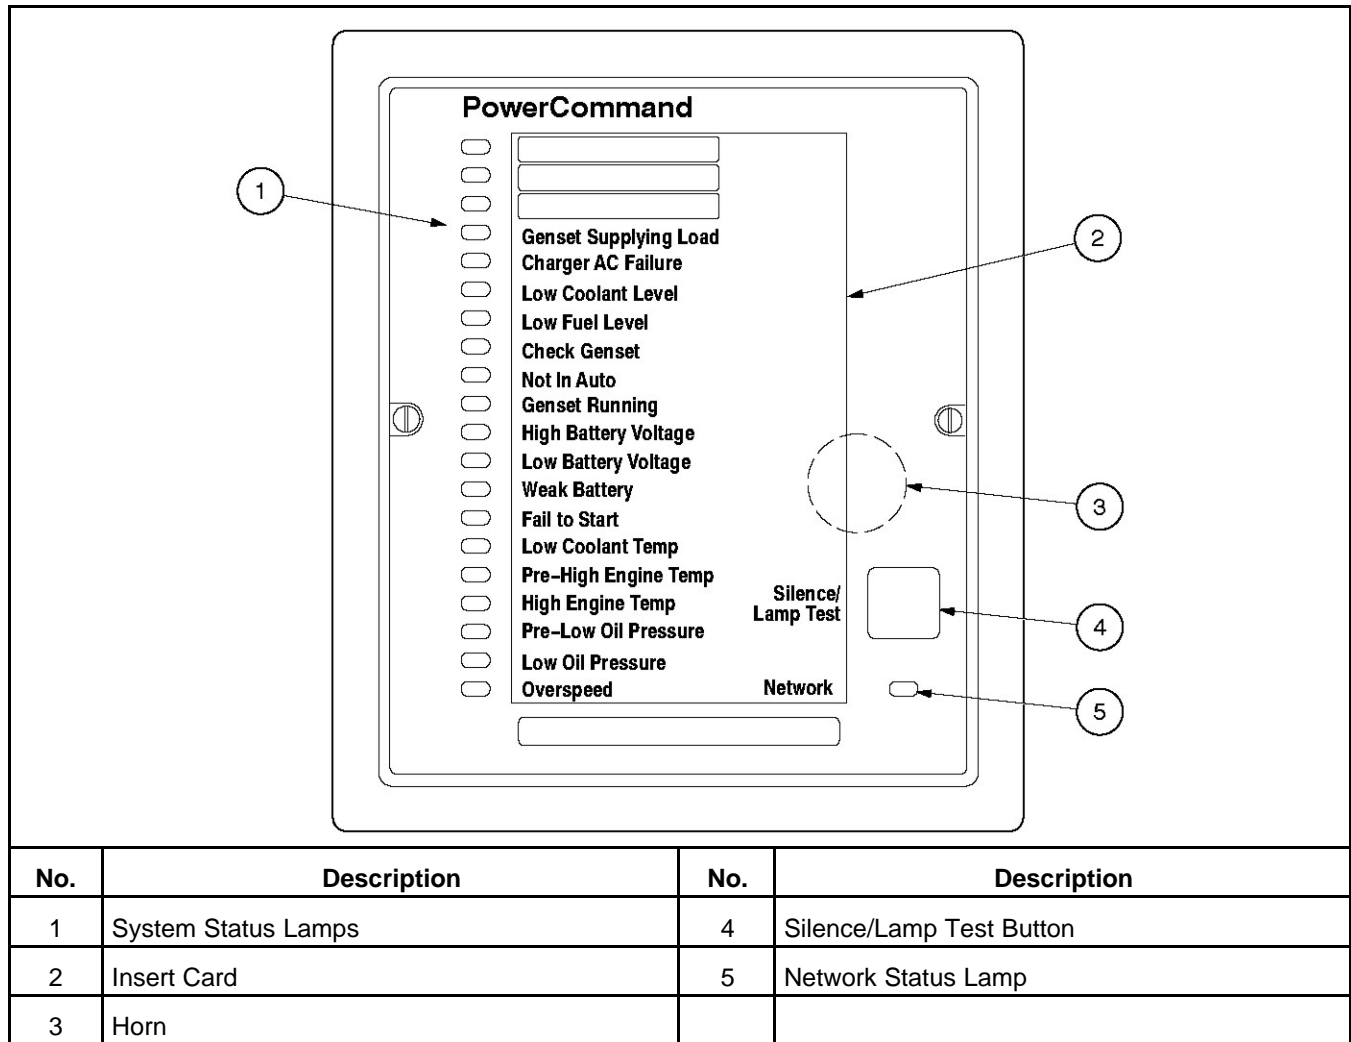 PowerCommand
1
Genset Supplying Load
2
Charger AC Failure
Low Coolant Level
Low Fuel Level
Check Genset
Not In Auto
Genset Running
High Battery Voltage
Low Battery Voltage
Weak Battery
3
Fail to Start
Low Coolant Temp
Pre-High Engine Temp
High Engine Temp
Pre-Low Oil Pressure
Low Oil Pressure
Overspeed
Silence/
Lamp Test
4
Network
5
No. Description No. Description
1 System Status Lamps 4 Silence/Lamp Test Button
2 Insert Card 5 Network Status Lamp
3 Horn